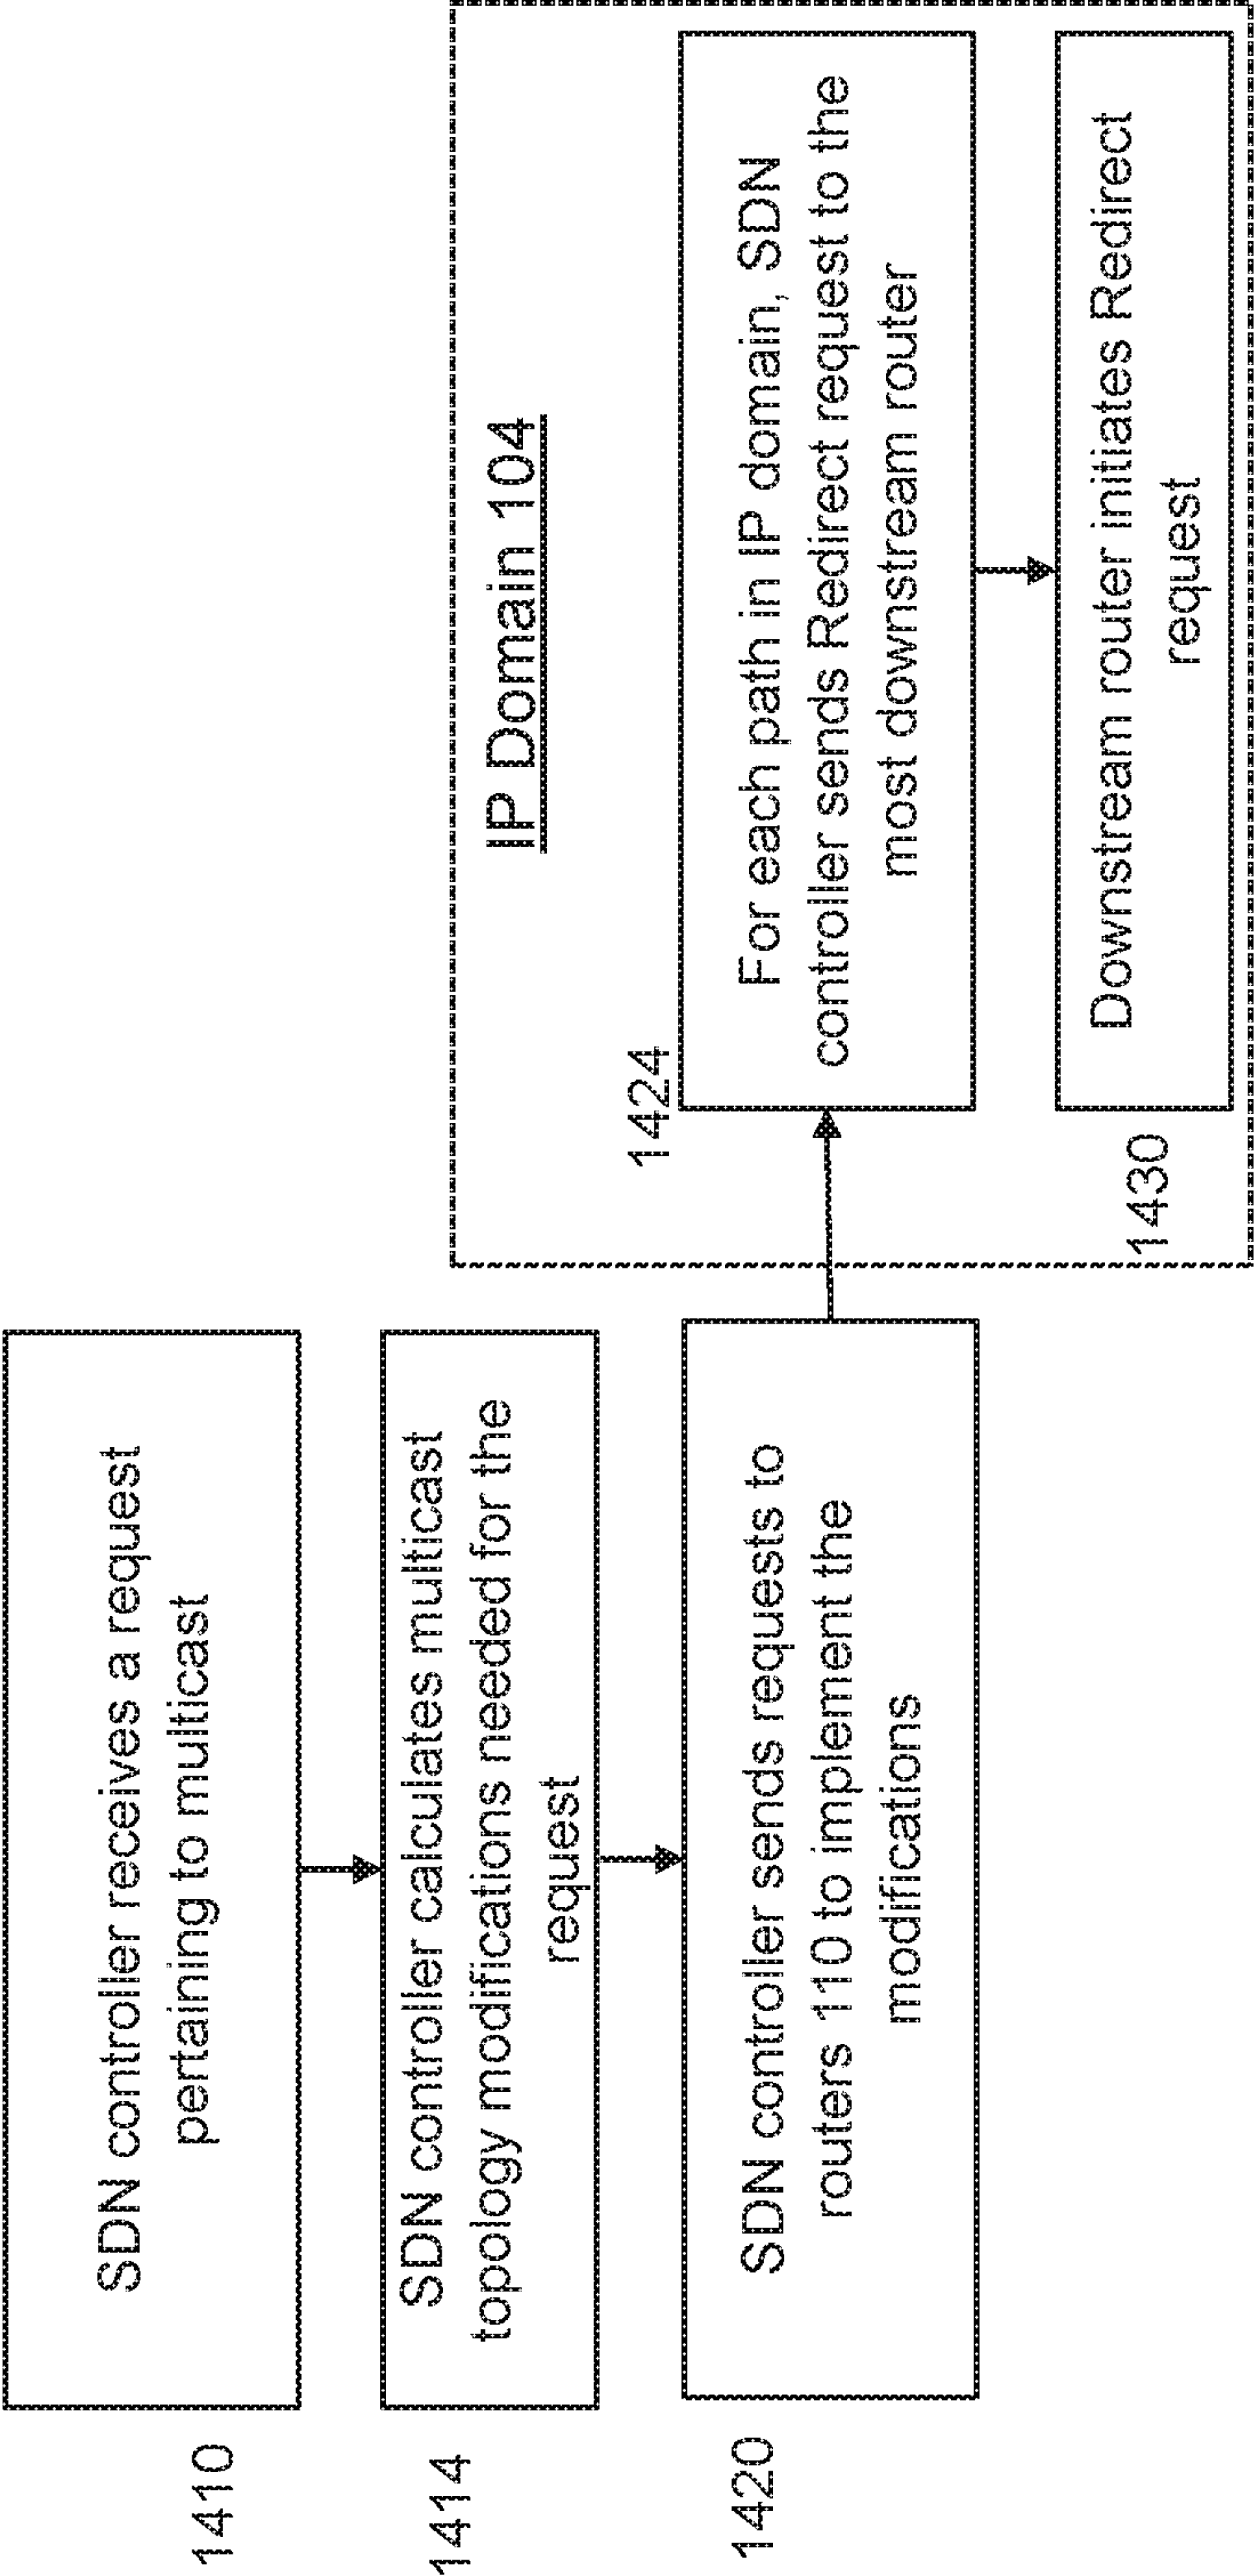 1410
SDN controller receives a request
pertaining to multicast
1414
SDN controller calculates multicast
topology modifications needed for the
request
1420
SDN controller sends requests to
routers 110 to implement the
modifications
IP Domain 104
1424
For each path in IP domain, SDN
controller sends Redirect request to the
most downstream router
1430
Downstream router initiates Redirect
request